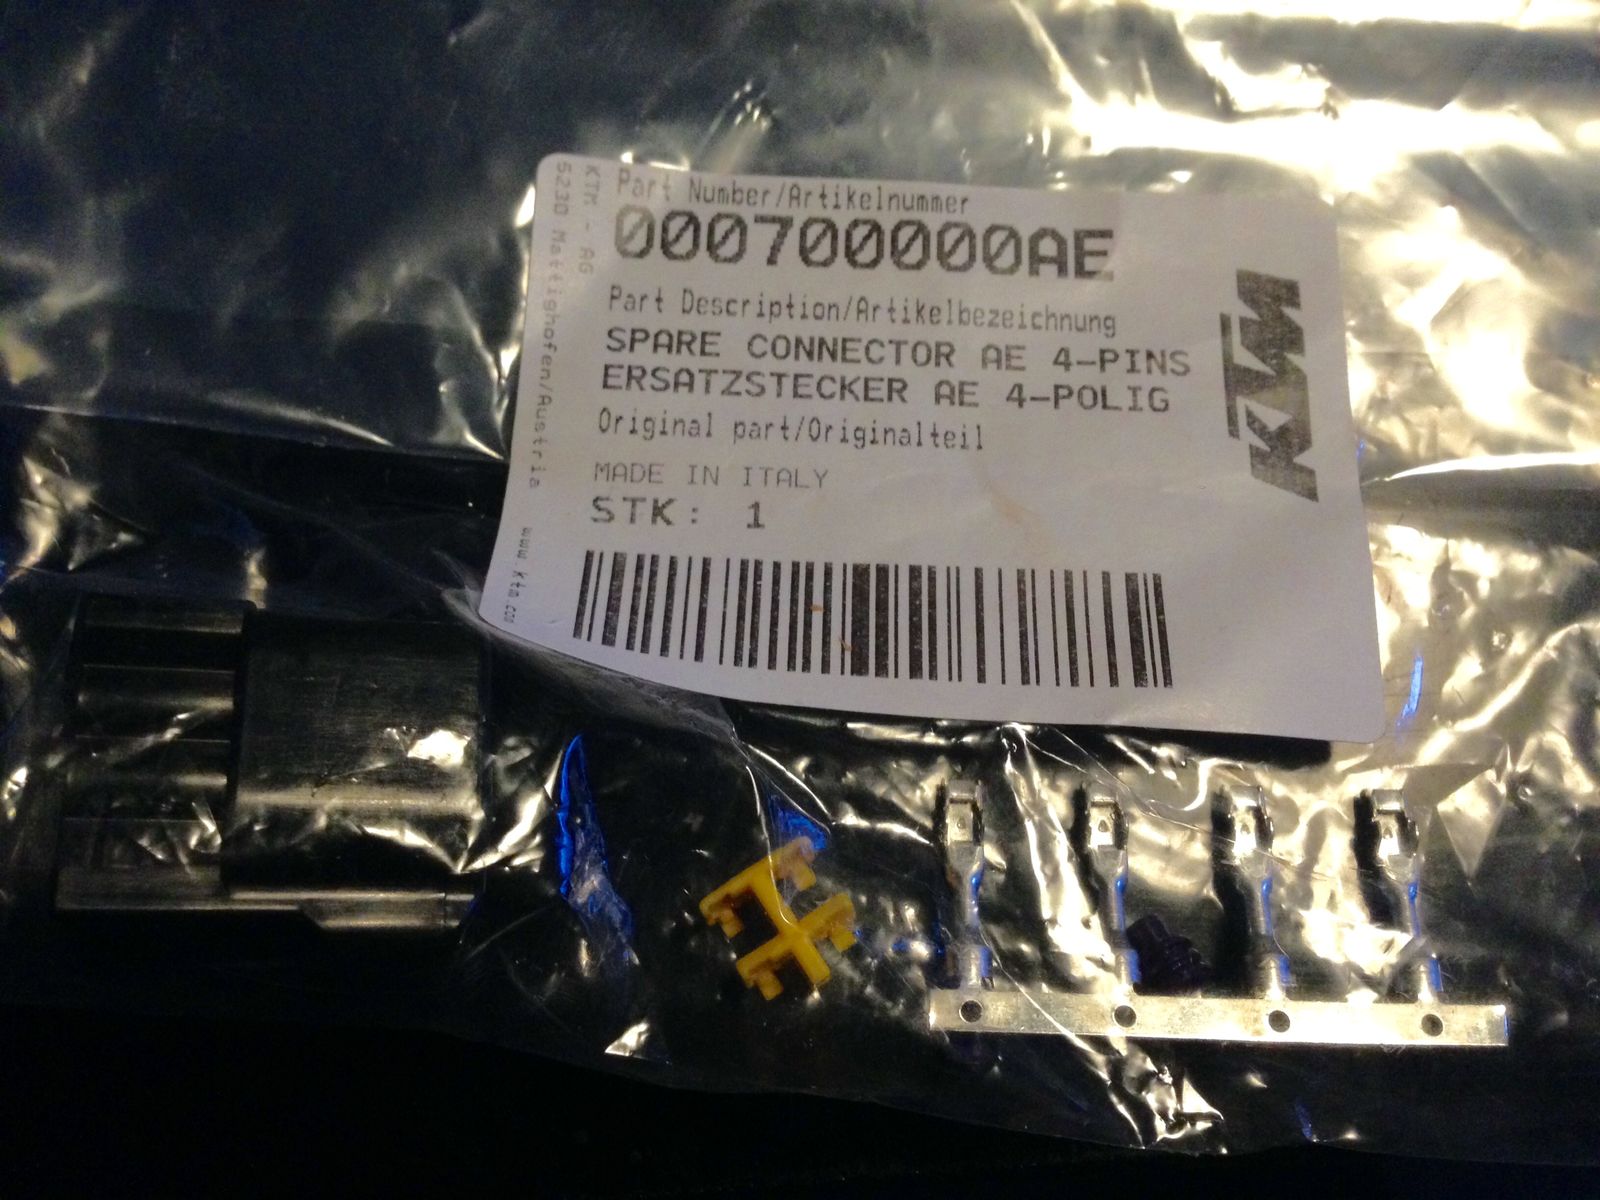 Part Number/Artikelnummer
000700000AE
Part Description/Artikelbezeichnung
SPARE CONNECTOR AE 4-PINS
ERSATZSTECKER AE 4-POLIG
Original part/Originalteil
MADE IN ITALY
STK: 1
KTM
KTM - AG
5230 Mattighofen/Austria www.ktm.com